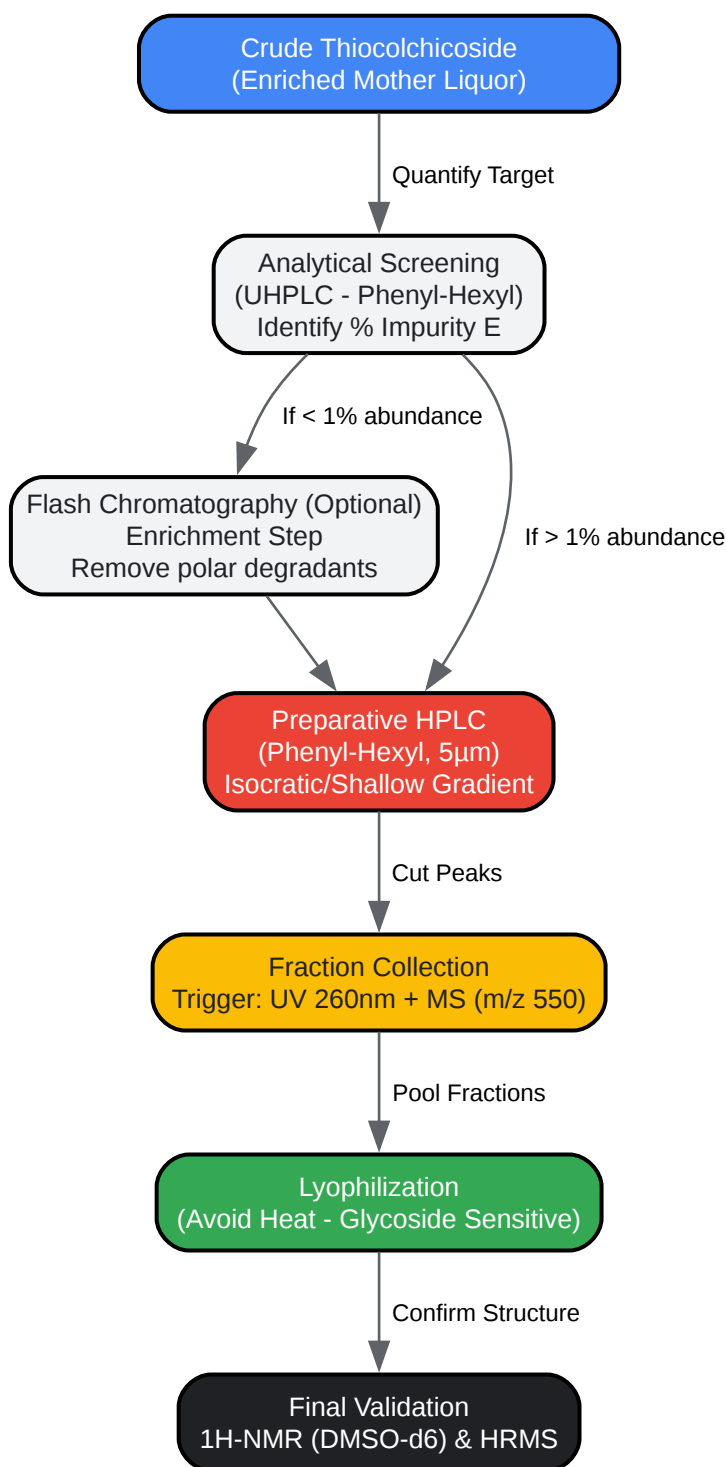 Crude Thiocolchicoside
(Enriched Mother Liquor)
Quantify Target
Analytical Screening
(UHPLC - Phenyl-Hexyl)
Identify % Impurity E
If < 1% abundance
Flash Chromatography (Optional)
Enrichment Step
Remove polar degradants
If > 1% abundance
Preparative HPLC
(Phenyl-Hexyl, 5µm)
Isocratic/Shallow Gradient
Cut Peaks
Fraction Collection
Trigger: UV 260nm + MS (m/z 550)
Pool Fractions
Lyophilization
(Avoid Heat - Glycoside Sensitive)
Confirm Structure
Final Validation
1H-NMR (DMSO-d6) & HRMS